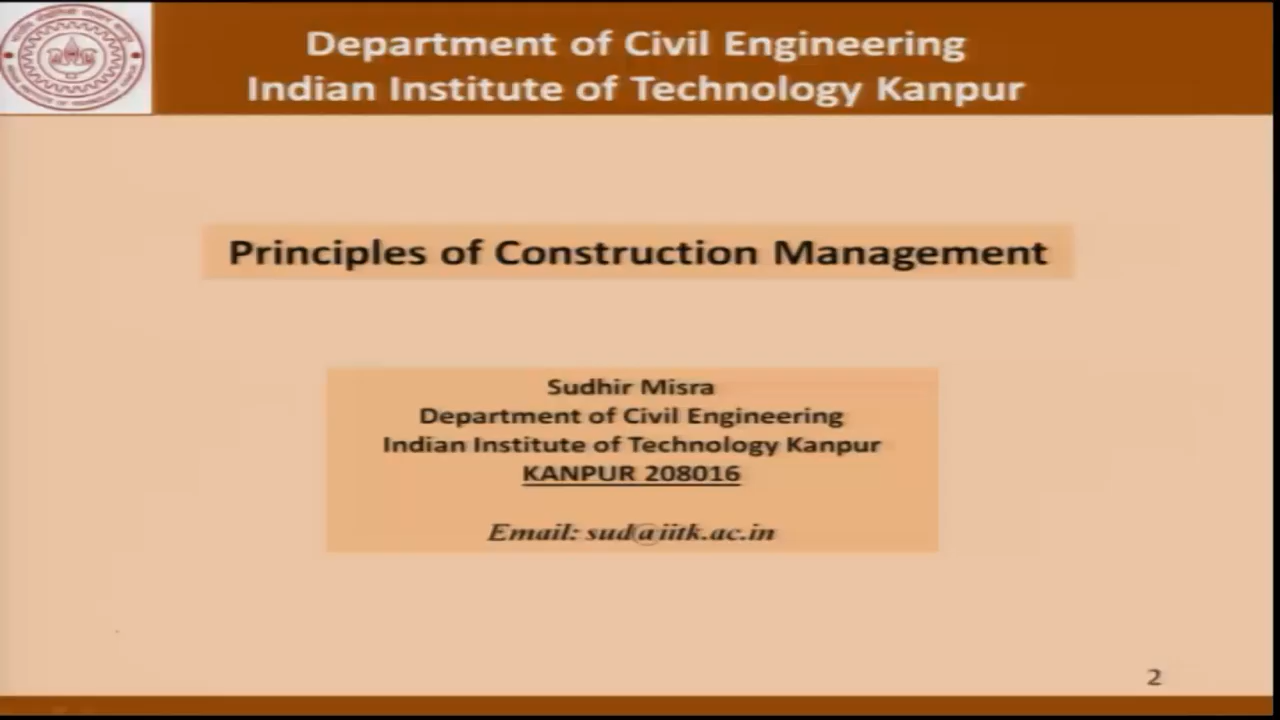 Department of Civil Engineering
Indian Institute of Technology Kanpur
Principles of Construction Management
Sudhir Misra
Department of Civil Engineering
Indian Institute of Technology Kanpur
KANPUR 208016
Email: sud@iitk.ac.in
2